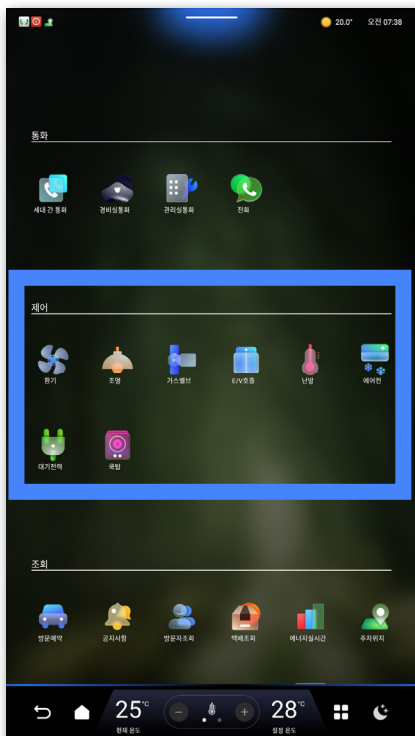 20.0° 오전 07:38
통화
세대 간 통화 경비실통화 관리실통화 전화
제어
환기 조명 가스밸브 E/V호출 난방 에어컨
대기전력 쿡탑
조회
방문예약 공지사항 방문자조회 택배조회 에너지실시간 주차위치
25°C 28°C
현재 온도 설정 온도